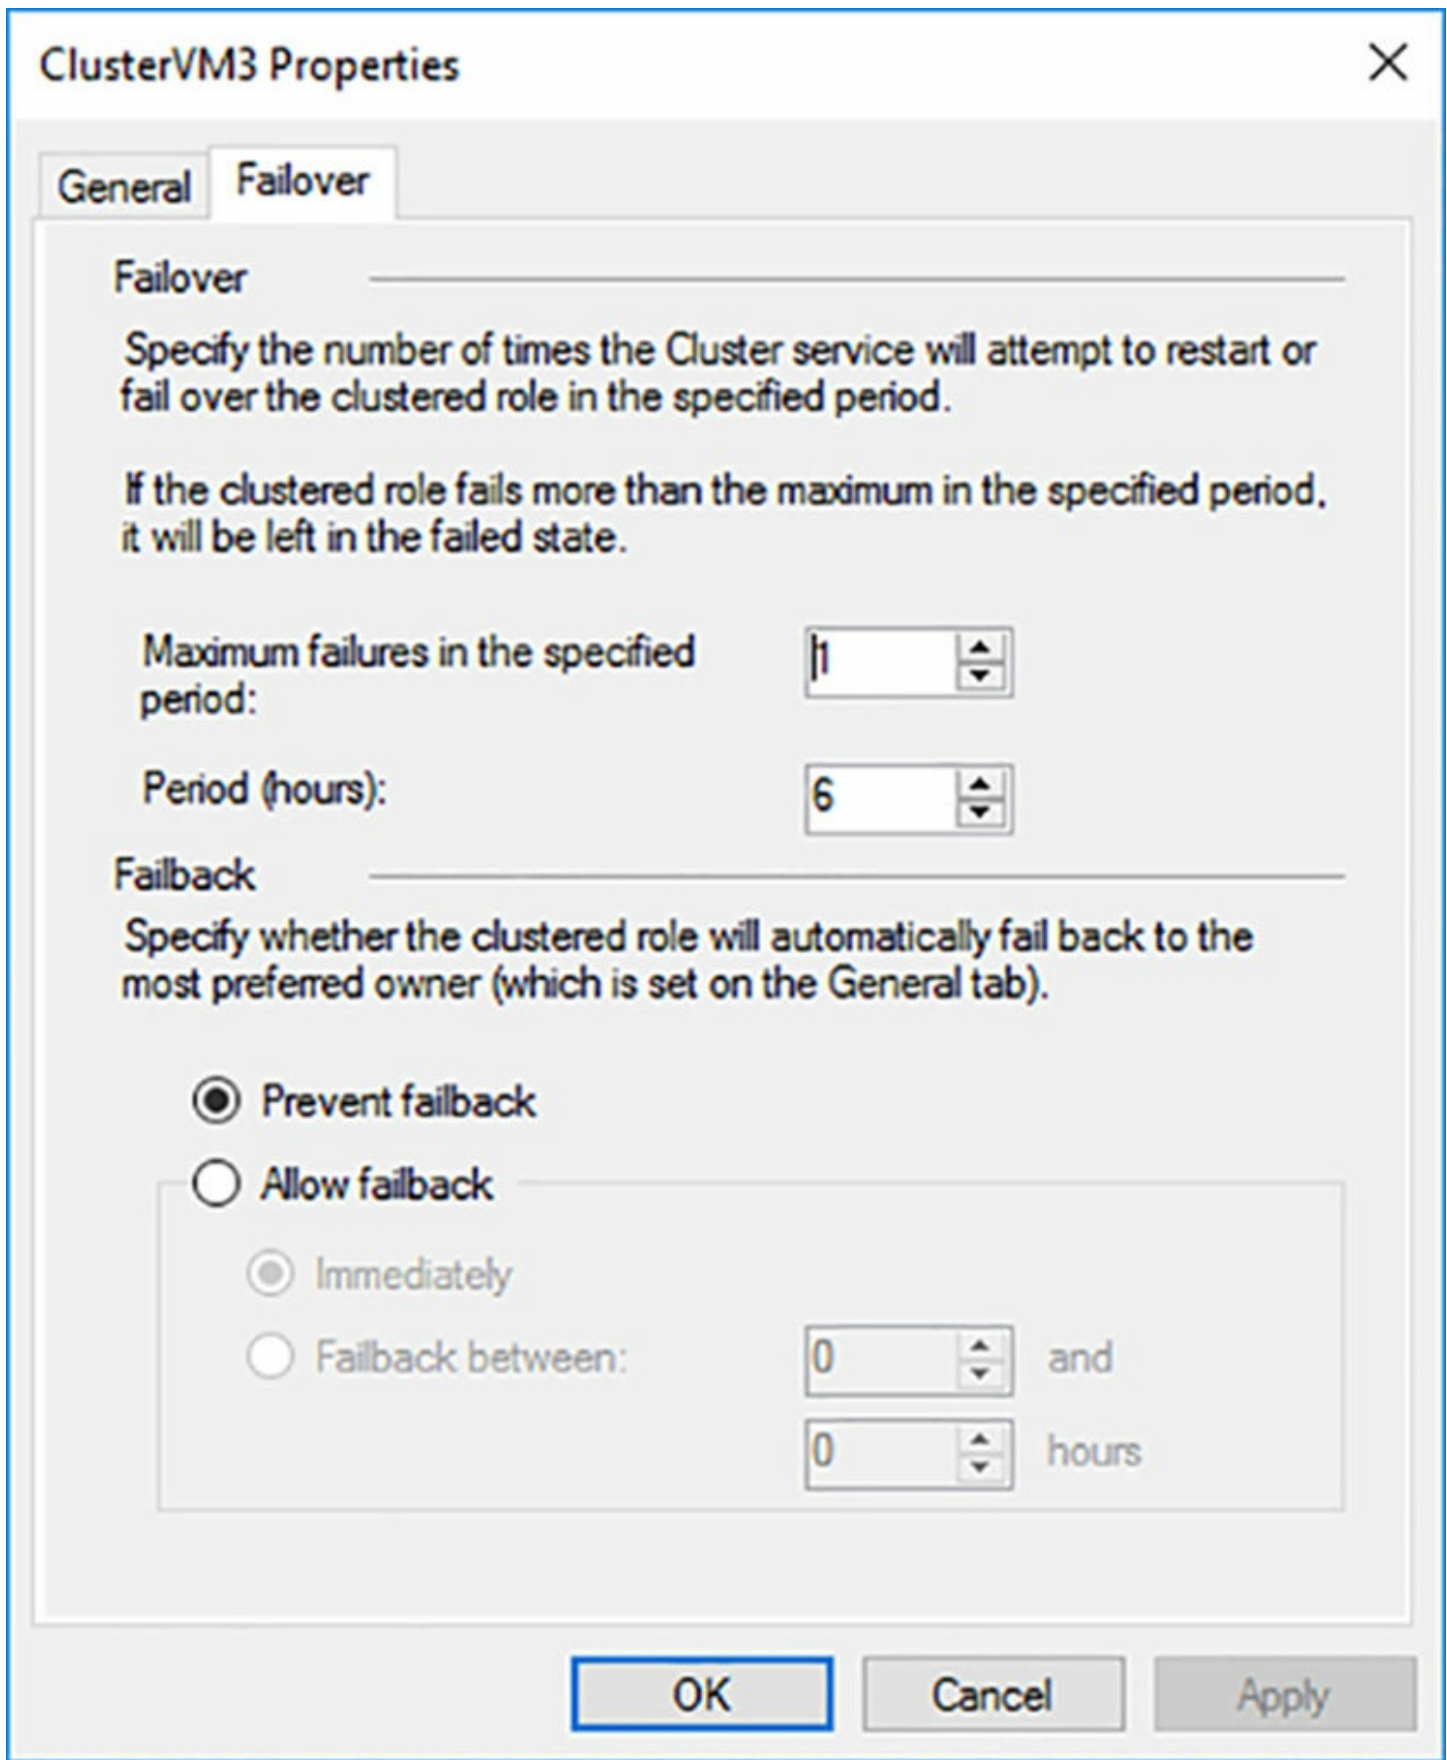 ClusterVM3 Properties
General
Failover
Failover
Specify the number of times the Cluster service will attempt to restart or
fail over the clustered role in the specified period.
If the clustered role fails more than the maximum in the specified period,
it will be left in the failed state.
Maximum failures in the specified
period:
1
Period (hours):
6
Failback
Specify whether the clustered role will automatically fail back to the
most preferred owner (which is set on the General tab).
Prevent failback
Allow failback
Immediately
Failback between:
0
and
0
hours
OK
Cancel
Apply